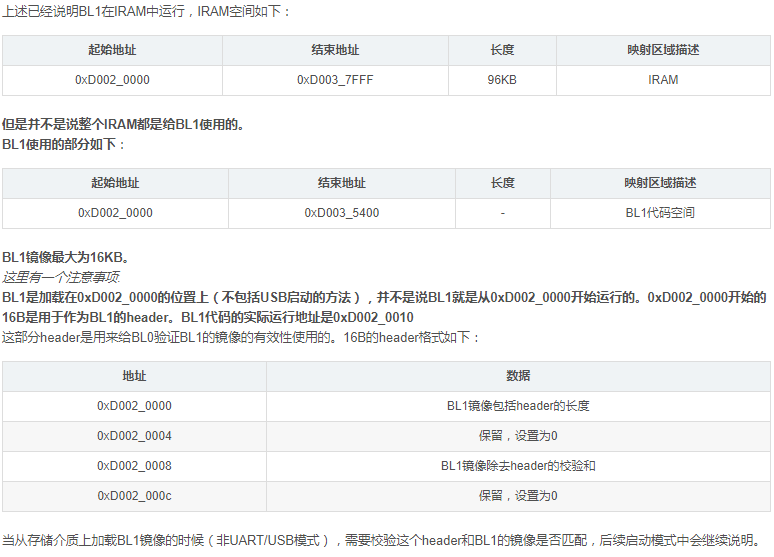 上述已经说明BL1在IRAM中运行，IRAM空间如下：
起始地址 结束地址 长度 映射区域描述
0xD002_0000 0xD003_7FFF 96KB IRAM
但是并不是说整个IRAM都是给BL1使用的。
BL1使用的部分如下：
起始地址 结束地址 长度 映射区域描述
0xD002_0000 0xD003_5400 - BL1代码空间
BL1镜像最大为16KB。
这里有一个注意事项.
BL1是加载在0xD002_0000的位置上（不包括USB启动的方法），并不是说BL1就是从0xD002_0000开始运行的。0xD002_0000开始的
16B是用于作为BL1的header。BL1代码的实际运行地址是0xD002_0010
这部分header是用来给BL0验证BL1的镜像的有效性使用的。16B的header格式如下：
地址 数据
0xD002_0000 BL1镜像包括header的长度
0xD002_0004 保留，设置为0
0xD002_0008 BL1镜像除去header的校验和
0xD002_000c 保留，设置为0
当从存储介质上加载BL1镜像的时候（非UART/USB模式），需要校验这个header和BL1的镜像是否匹配，后续启动模式中会继续说明。